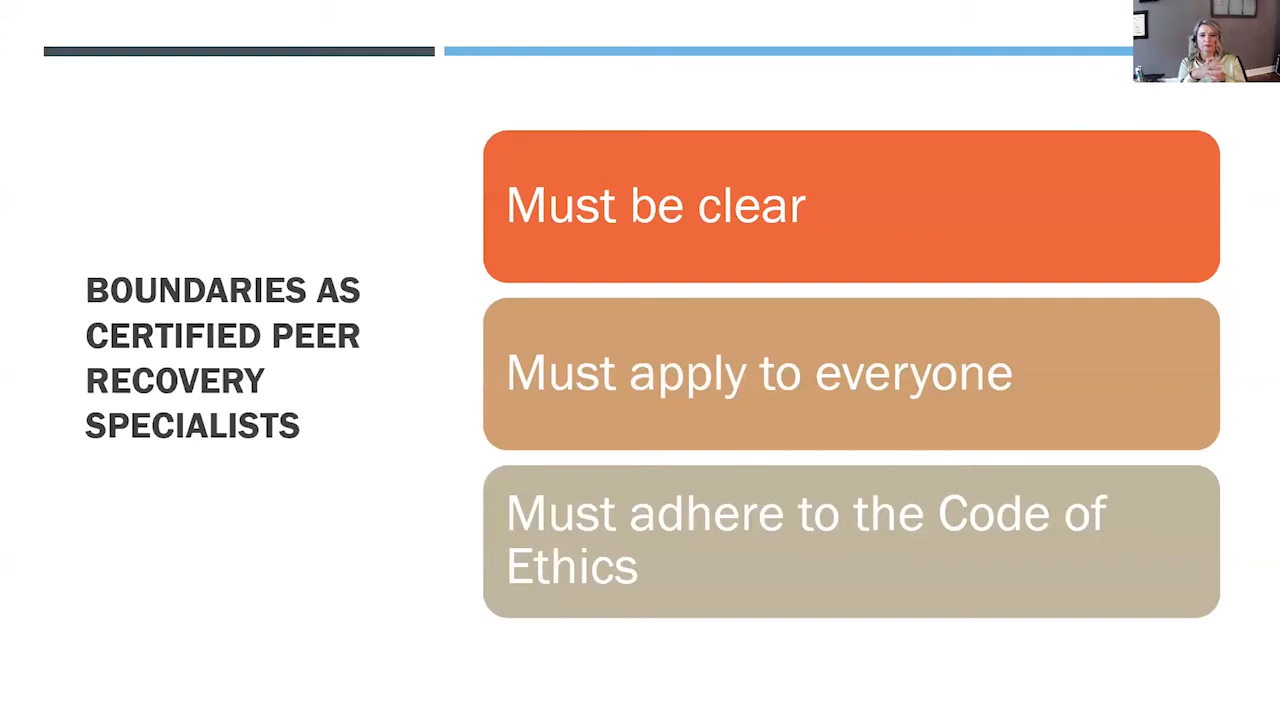 BOUNDARIES AS
CERTIFIED PEER
RECOVERY
SPECIALISTS
Must be clear
Must apply to everyone
Must adhere to the Code of
Ethics